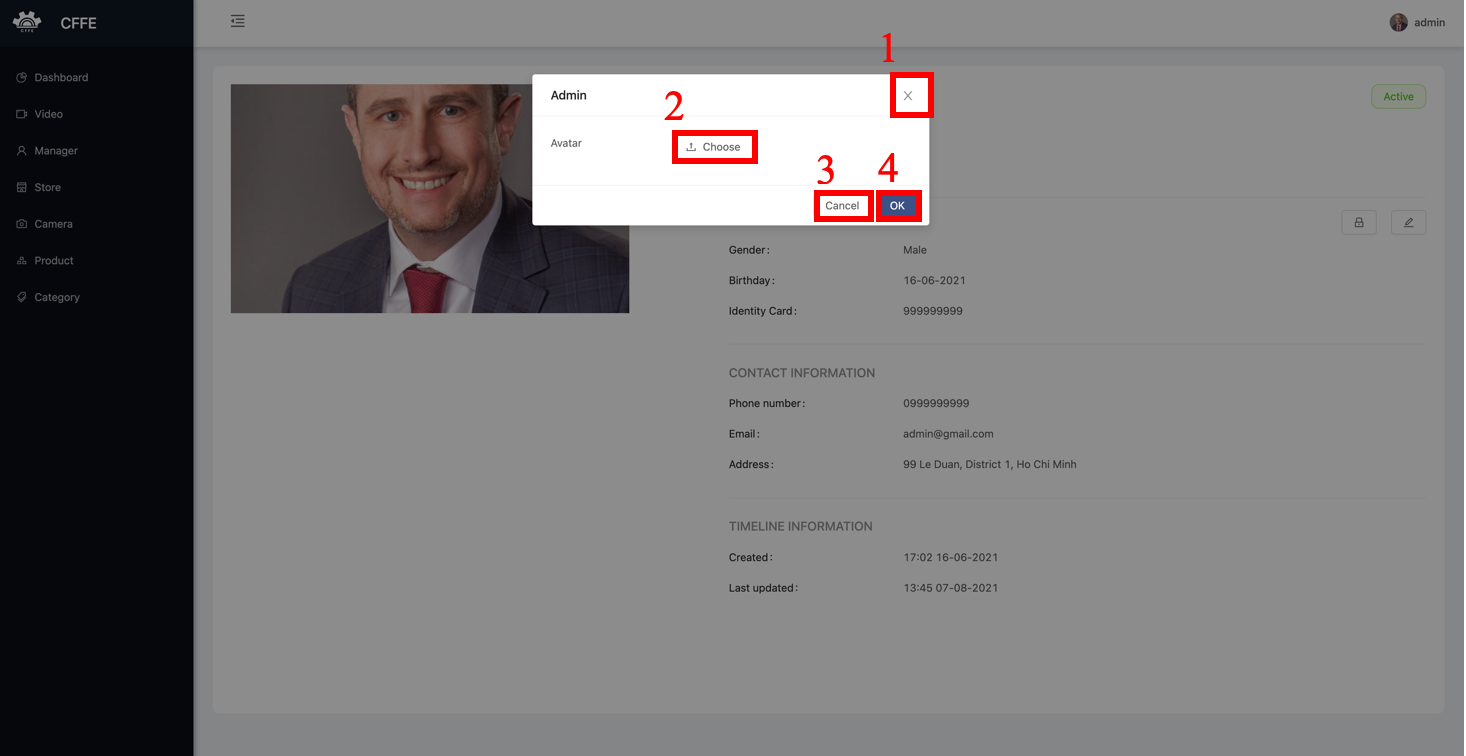 CFFE
CFFE
admin
Dashboard
Video
Manager
Store
Camera
Product
Category
1
Admin
2
Avatar
Choose
3
4
Cancel
OK
Active
Gender:
Male
Birthday:
16-06-2021
Identity Card:
999999999
CONTACT INFORMATION
Phone number:
0999999999
Email:
admin@gmail.com
Address:
99 Le Duan, District 1, Ho Chi Minh
TIMELINE INFORMATION
Created:
17:02 16-06-2021
Last updated:
13:45 07-08-2021